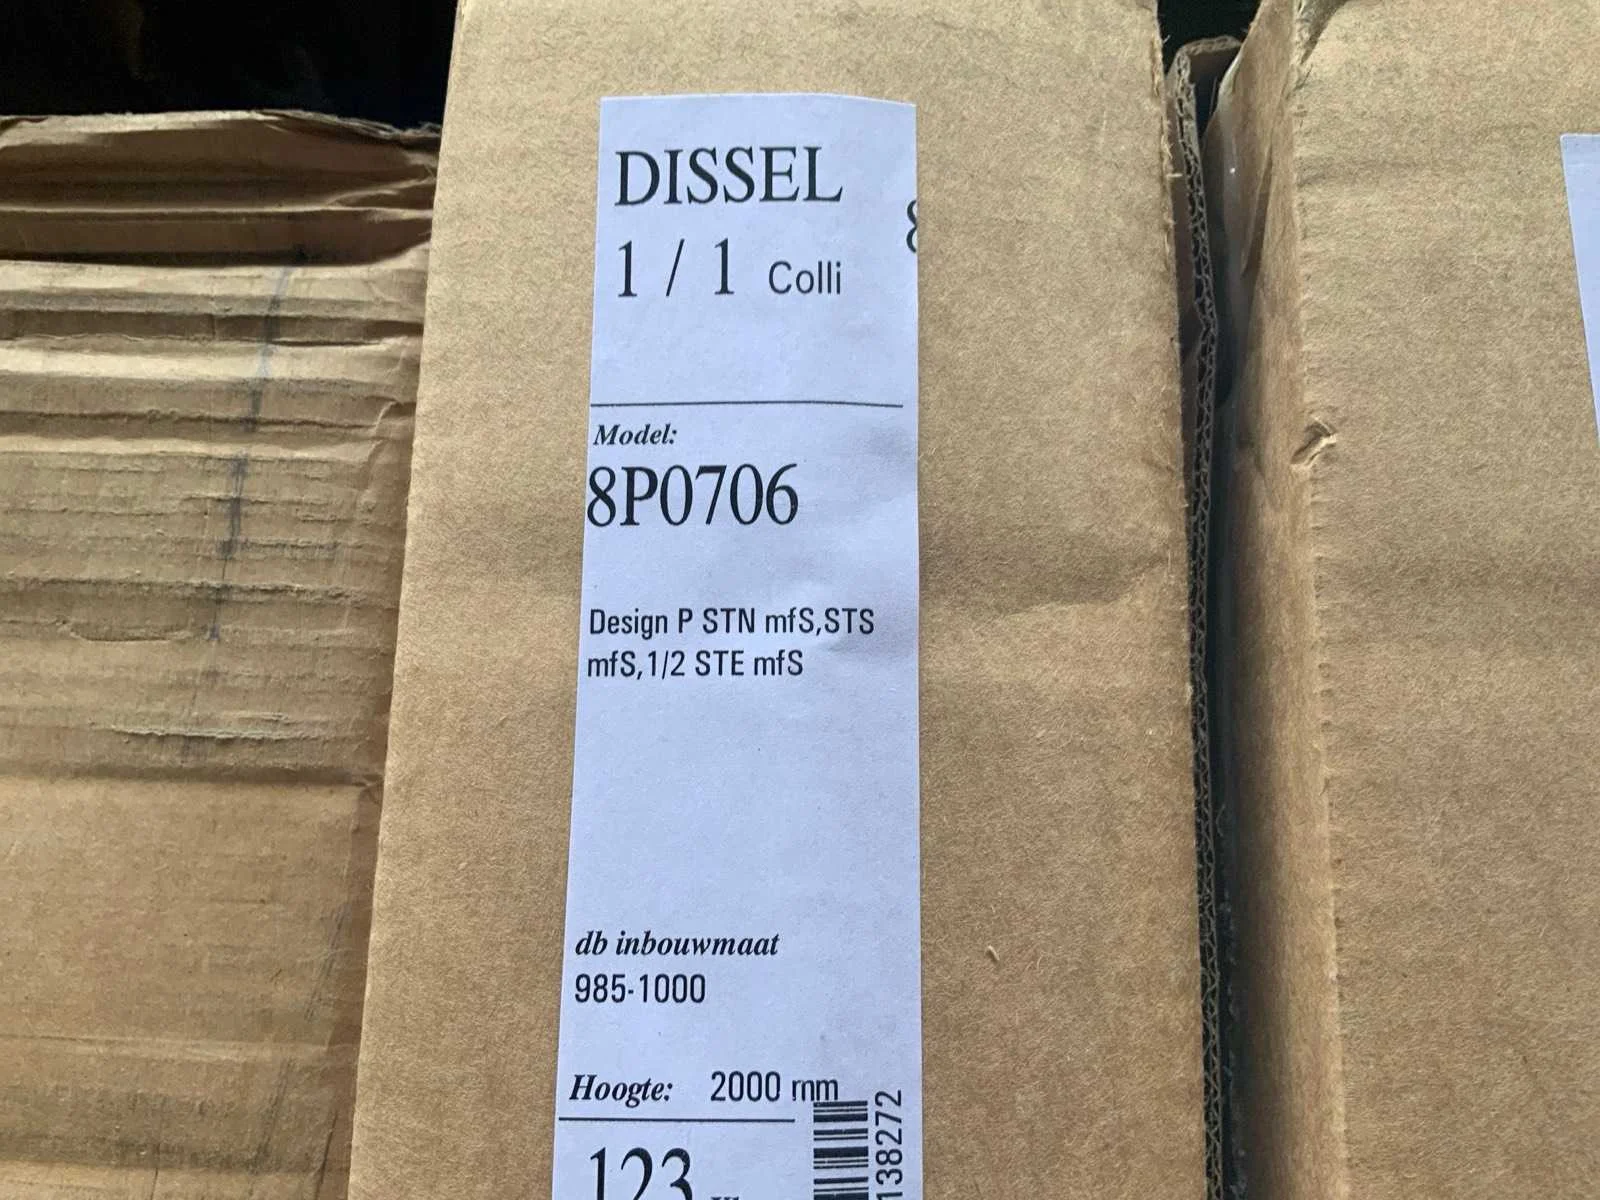 DISSEL
1 / 1 Colli
Model:
8P0706
Design P STN mfS,STS
mfS,1/2 STE mfS
db inbouwmaat
985-1000
Hoogte: 2000 mm
123
138272